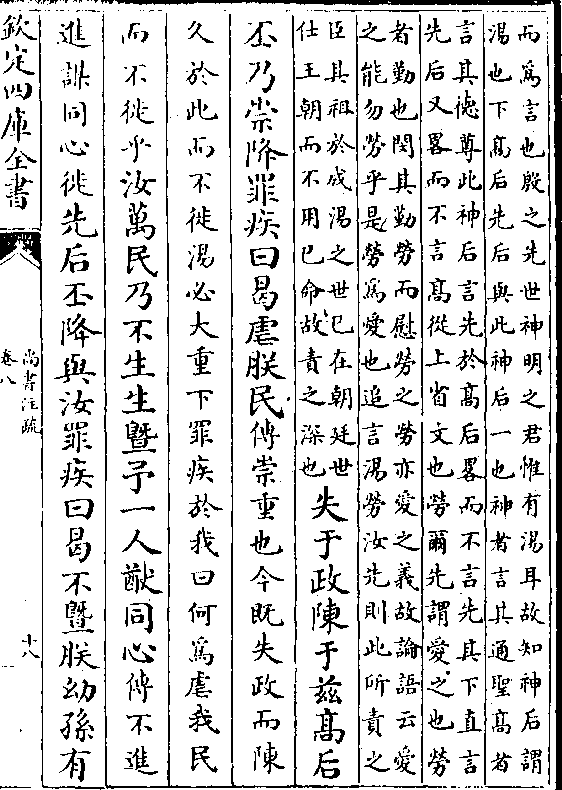 而爲言也殷之先世神明之君惟有湯耳故知神后謂
湯也下髙后先后與此神后一也神者言其通聖髙者
言其徳尊此神后言先於髙后畧而不言先其下直言
先后又畧而不言髙從上省文也勞爾先謂愛之也勞
者勤也閔其勤勞而慰勞之勞亦愛之義故論語云愛
之能勿勞乎是勞爲愛也追言湯勞汝先則此所責之
臣其祖於成湯之世已在朝廷世
仕王朝而不用已命故責之深也
失于政陳于兹髙后
丕乃崇降罪疾曰曷虐朕民傳崇重也今既失政而陳
久於此而不徙湯必大重下罪疾於我曰何爲虐我民
而不徙乎汝萬民乃不生生曁予一人猷同心傳不進
進謀同心徙先后丕降與汝罪疾曰曷不曁朕幼孫有
欽定四庫全書
尚書注疏
卷八
十八